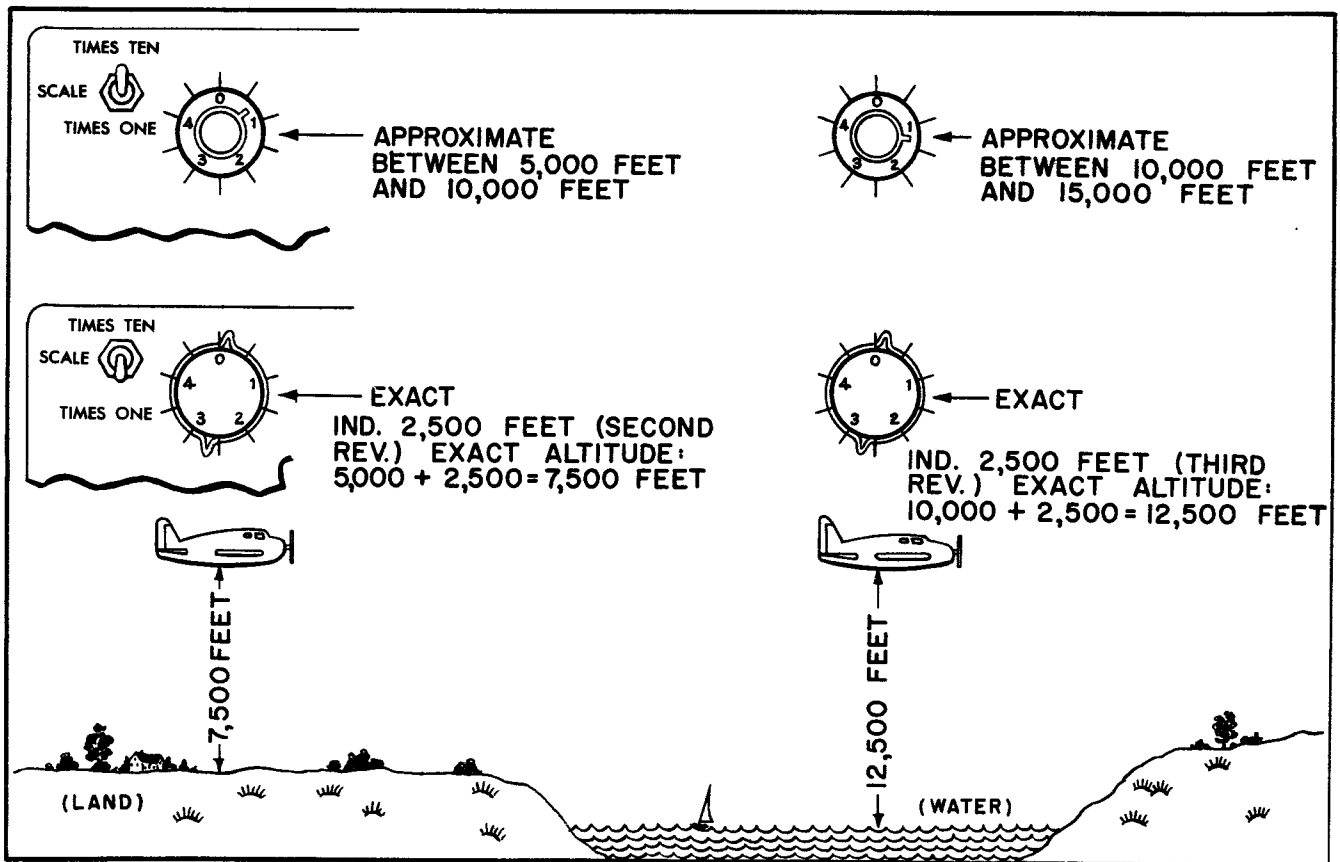 TIMES TEN
SCALE
TIMES ONE
0
1
2
3
4
APPROXIMATE
BETWEEN 5,000 FEET
AND 10,000 FEET
0
1
2
3
4
APPROXIMATE
BETWEEN 10,000 FEET
AND 15,000 FEET
TIMES TEN
SCALE
TIMES ONE
0
1
2
3
4
EXACT
IND. 2,500 FEET (SECOND
REV.) EXACT ALTITUDE:
5,000 + 2,500 = 7,500 FEET
0
1
2
3
4
EXACT
IND. 2,500 FEET (THIRD
REV.) EXACT ALTITUDE:
10,000 + 2,500 = 12,500 FEET
7,500 FEET
12,500 FEET
(LAND)
(WATER)